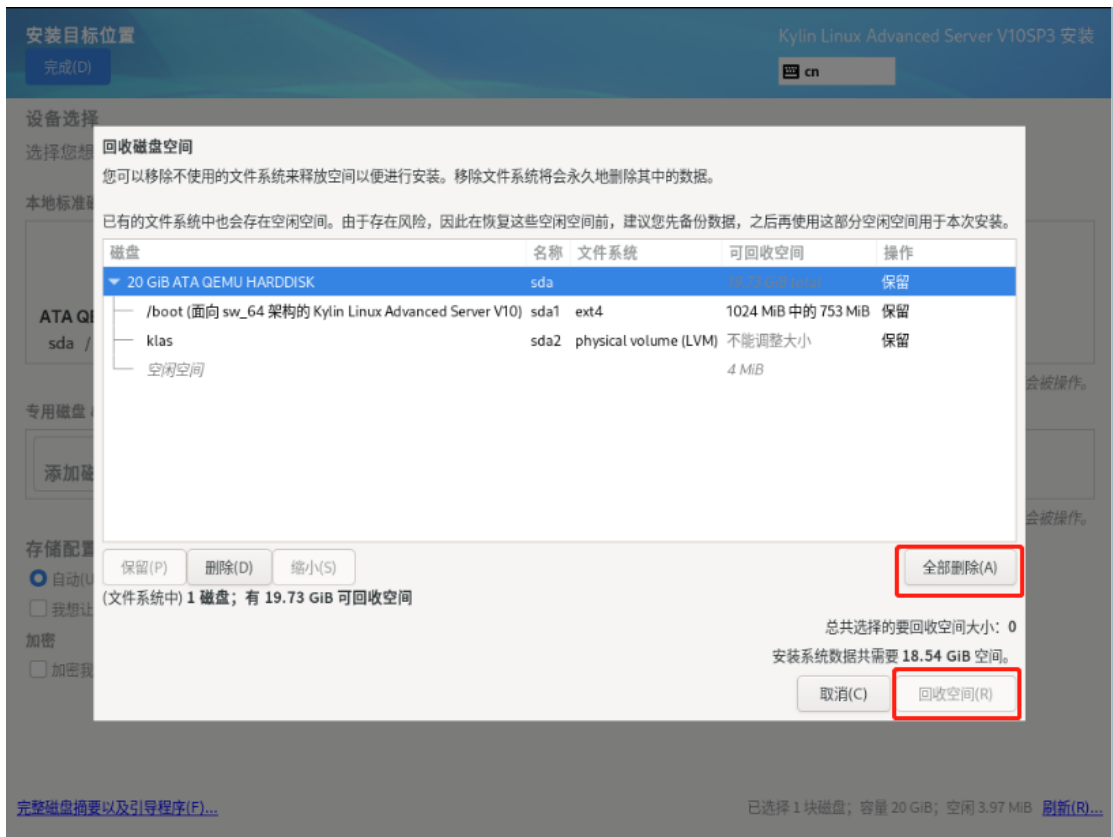 安装目标位置
Kylin Linux Advanced Server V10SP3 安装
完成(D)
cn
设备选择
选择您想
回收磁盘空间
您可以移除不使用的文件系统来释放空间以便进行安装。移除文件系统将会永久地删除其中的数据。
本地标准磁
已有的文件系统中也会存在空闲空间。由于存在风险，因此在恢复这些空闲空间前，建议您先备份数据，之后再使用这部分空闲空间用于本次安装。
磁盘 名称 文件系统 可回收空间 操作
20 GiB ATA QEMU HARDDISK sda 19.73 GiB total 保留
/boot (面向 sw_64 架构的 Kylin Linux Advanced Server V10) sda1 ext4 1024 MiB 中的 753 MiB 保留
ATA QE
klas sda2 physical volume (LVM) 不能调整大小 保留
sda /
空闲空间 4 MiB
会被操作。
专用磁盘
添加磁
会被操作。
存储配置
保留(P) 删除(D) 缩小(S) 全部删除(A)
自动(U
(文件系统中) 1 磁盘；有 19.73 GiB 可回收空间
我想让
总共选择的要回收空间大小：0
加密
安装系统数据共需要 18.54 GiB 空间。
加密我
取消(C) 回收空间(R)
完整磁盘摘要以及引导程序(F)...
已选择 1 块磁盘；容量 20 GiB；空闲 3.97 MiB 刷新(R)...